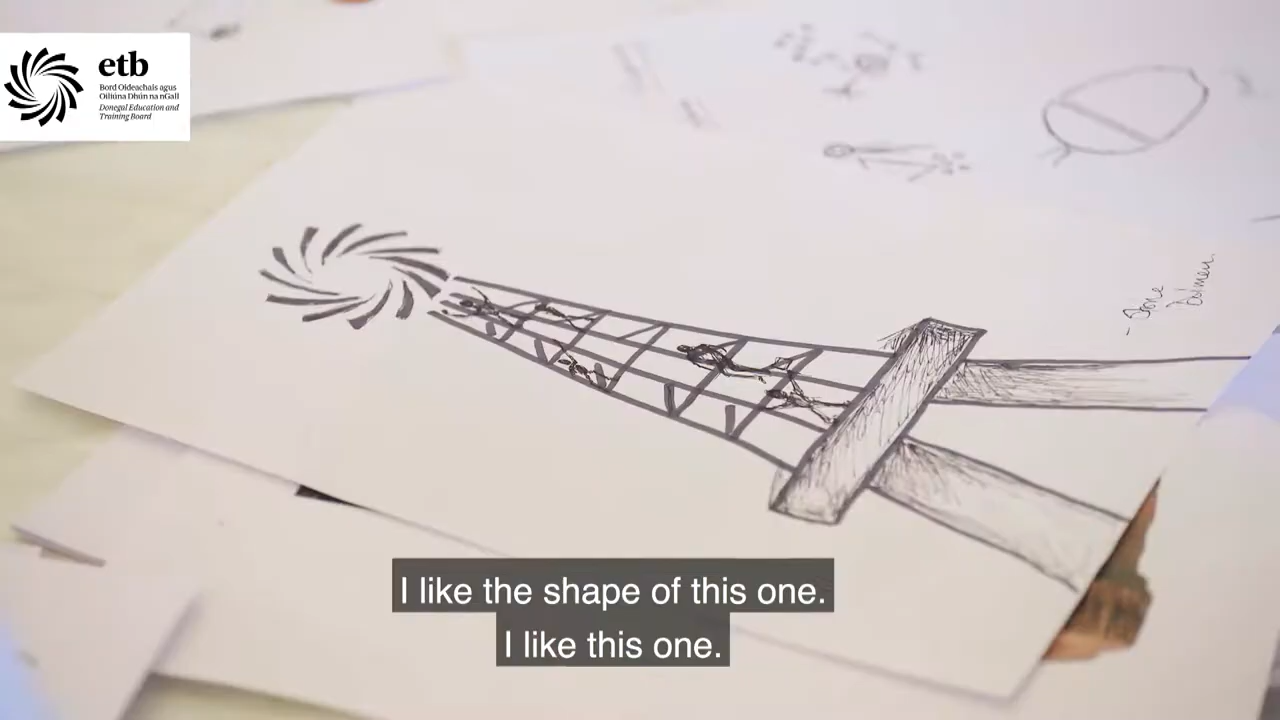 etb
Bord Oideachais agus
Oiliúna Dhún na nGall
Donegal Education and
Training Board
I like the shape of this one.
I like this one.